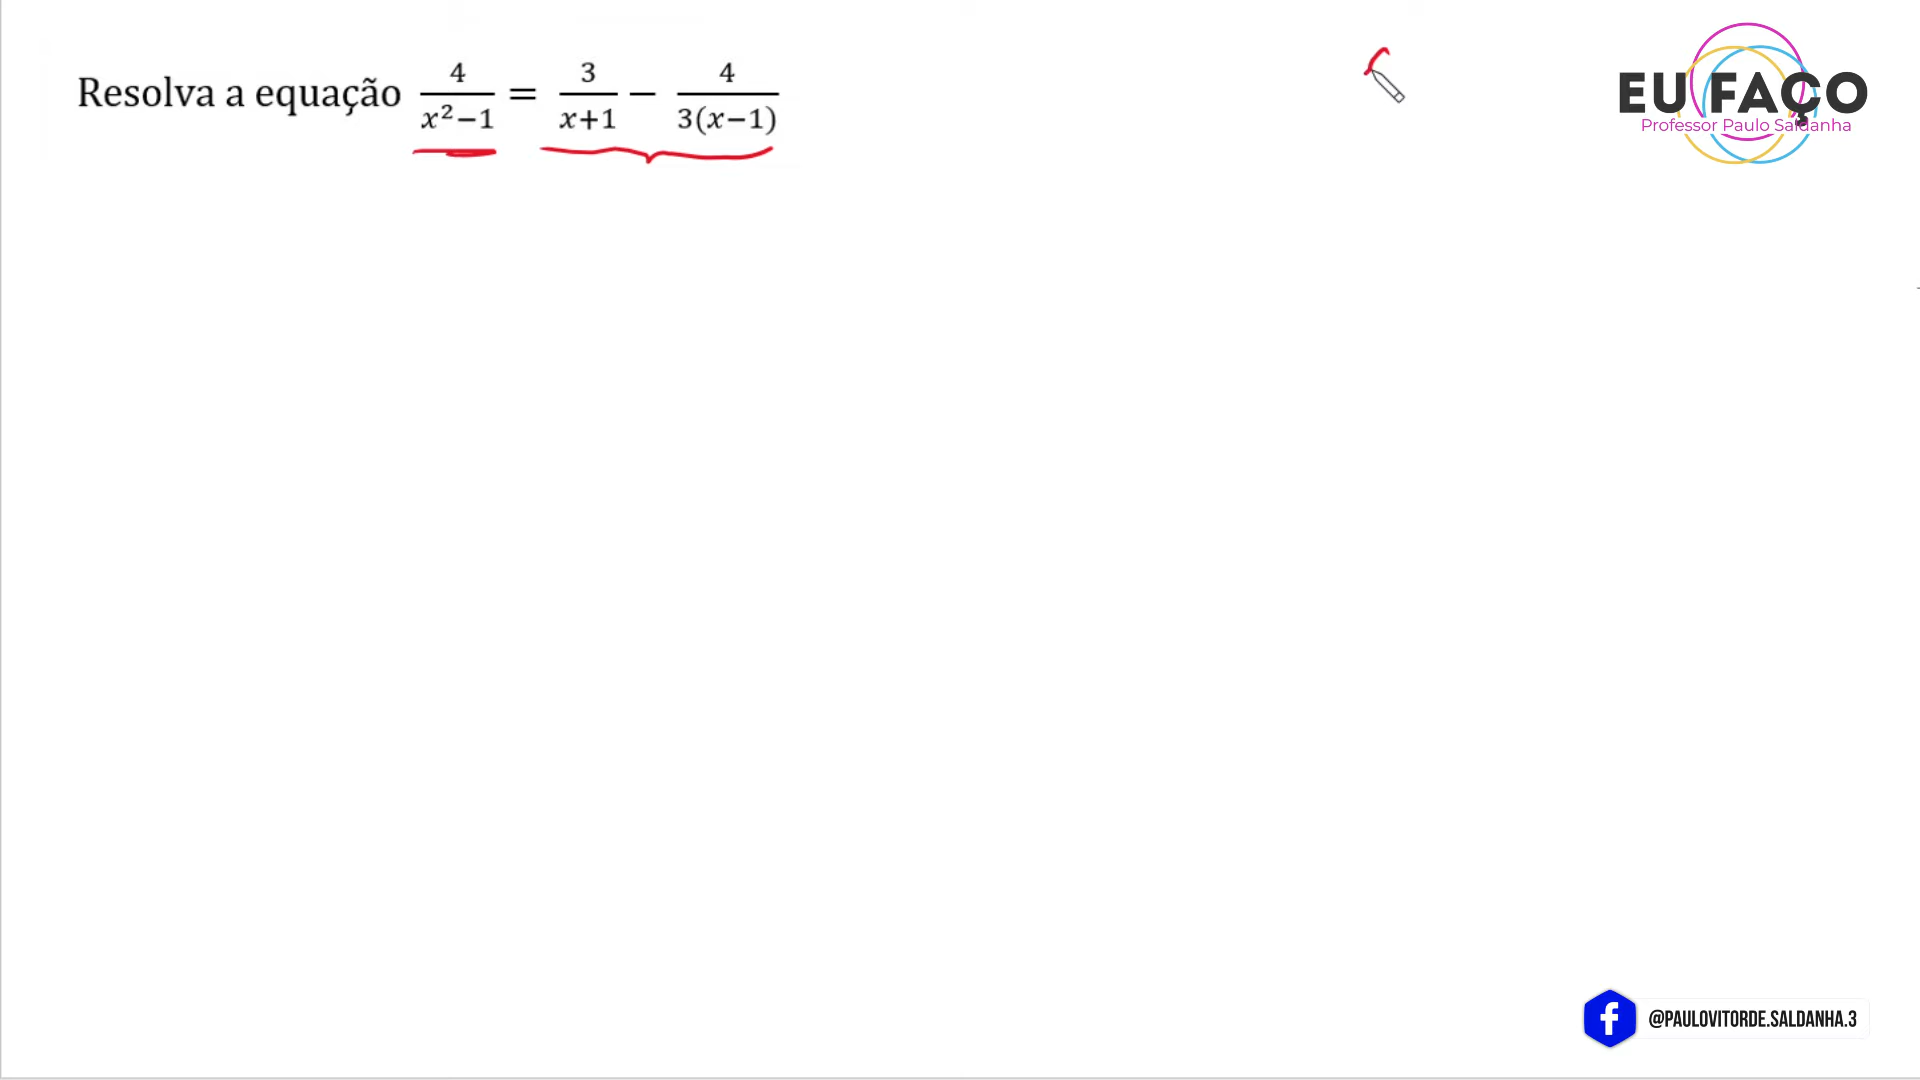 Resolva a equação 4/(x²−1) = 3/(x+1) − 4/(3(x−1))
EU FAÇO
Professor Paulo Saldanha
@PAULOVITORDE.SALDANHA.3